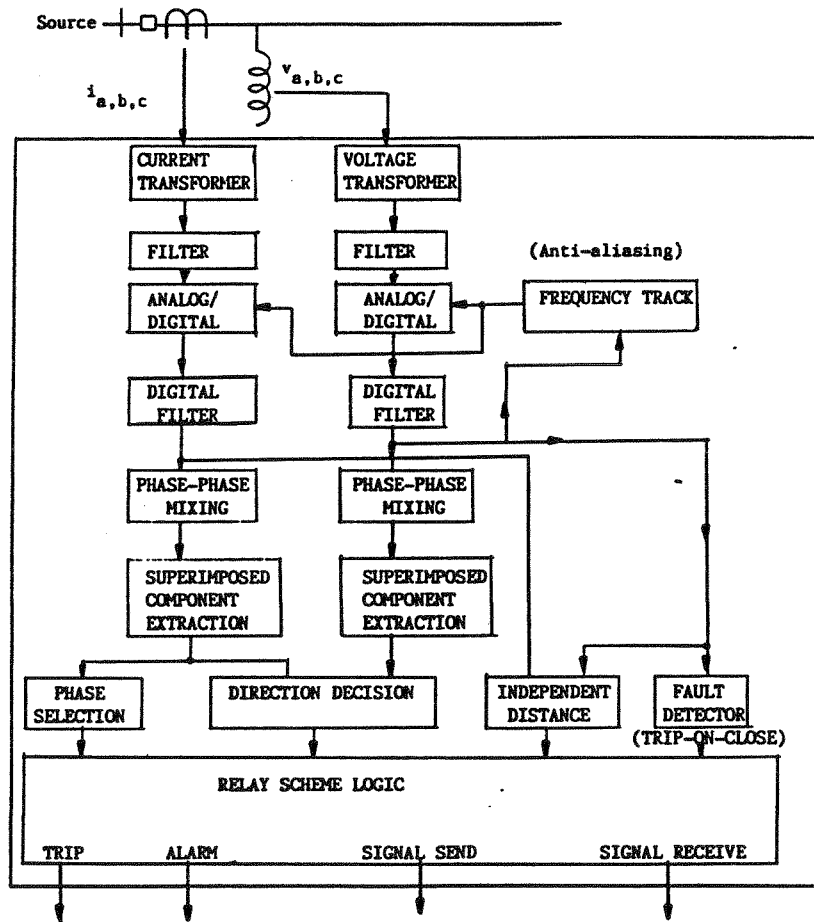 Source
i a,b,c
v a,b,c
CURRENT TRANSFORMER
VOLTAGE TRANSFORMER
FILTER
FILTER
(Anti-aliasing)
ANALOG/ DIGITAL
ANALOG/ DIGITAL
FREQUENCY TRACK
DIGITAL FILTER
DIGITAL FILTER
PHASE-PHASE MIXING
PHASE-PHASE MIXING
SUPERIMPOSED COMPONENT EXTRACTION
SUPERIMPOSED COMPONENT EXTRACTION
PHASE SELECTION
DIRECTION DECISION
INDEPENDENT DISTANCE
FAULT DETECTOR
(TRIP-ON-CLOSE)
RELAY SCHEME LOGIC
TRIP
ALARM
SIGNAL SEND
SIGNAL RECEIVE